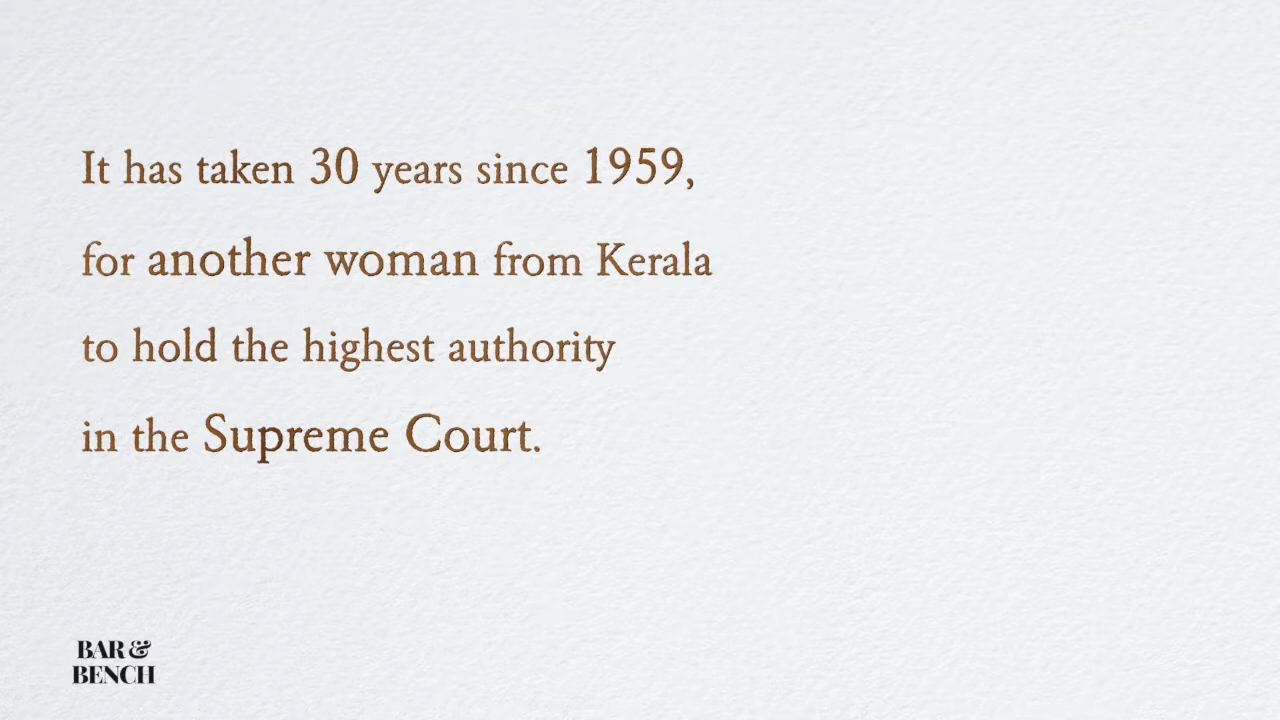 It has taken 30 years since 1959,
for another woman from Kerala
to hold the highest authority
in the Supreme Court.
BAR &
BENCH